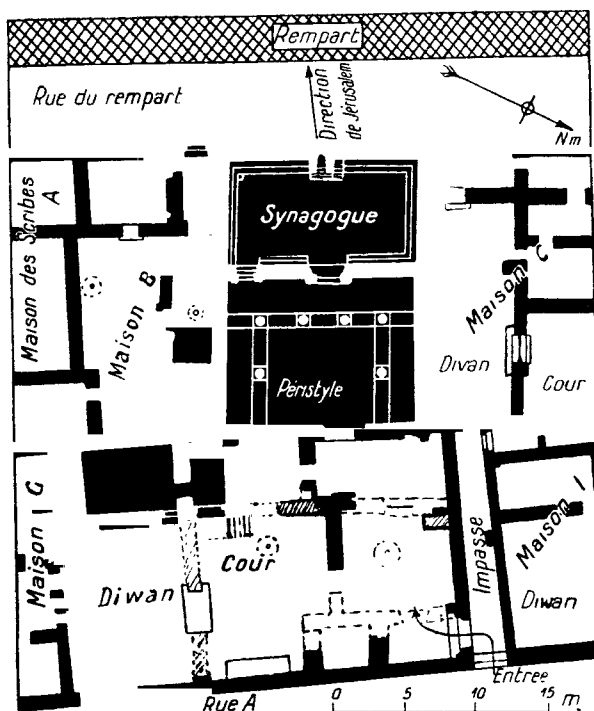 Rempart
Rue du rempart
Direction
de Jérusalem
Nm
Synagogue
Maison des Scribes
A
Maison B
Maison C
Divan
Cour
Péristyle
Maison G
Diwan
Cour
Impasse
Maison I
Diwan
Entrée
Rue A
0 5 10 15 m